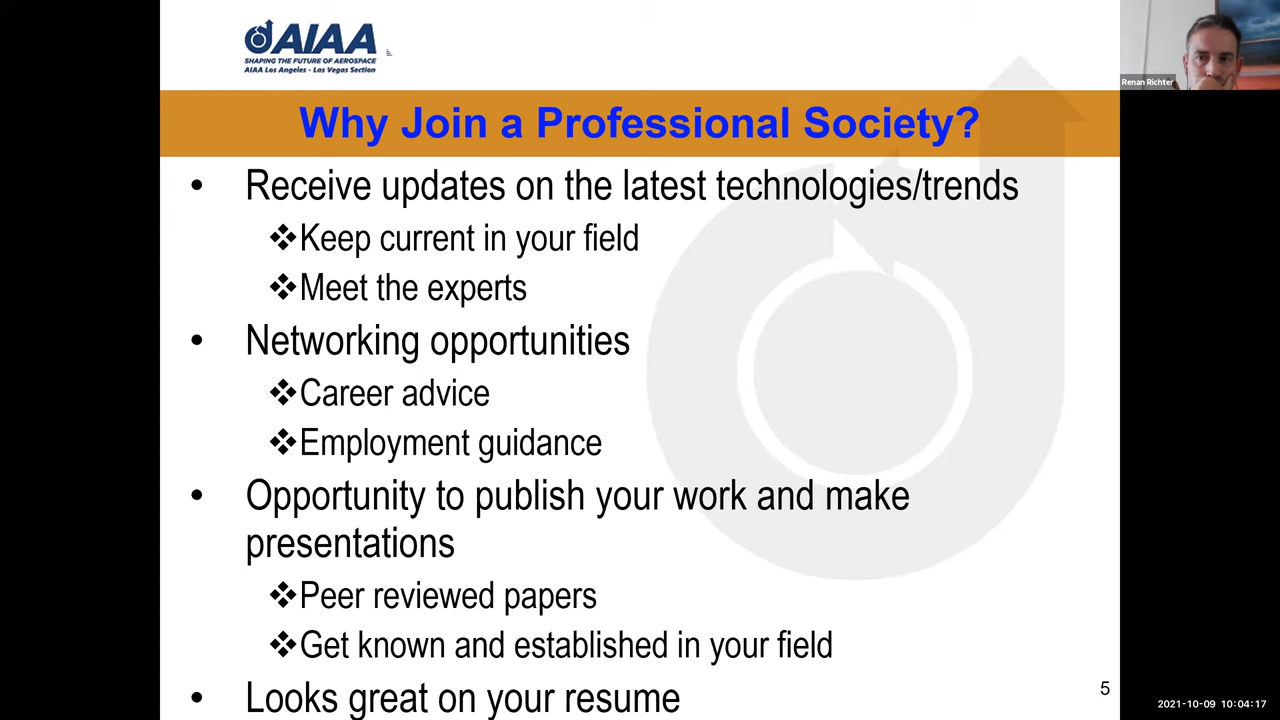 AIAA
SHAPING THE FUTURE OF AEROSPACE
AIAA Los Angeles - Las Vegas Section
Renan Richter
Why Join a Professional Society?
• Receive updates on the latest technologies/trends
❖Keep current in your field
❖Meet the experts
• Networking opportunities
❖Career advice
❖Employment guidance
• Opportunity to publish your work and make
presentations
❖Peer reviewed papers
❖Get known and established in your field
• Looks great on your resume
5
2021-10-09 10:04:17